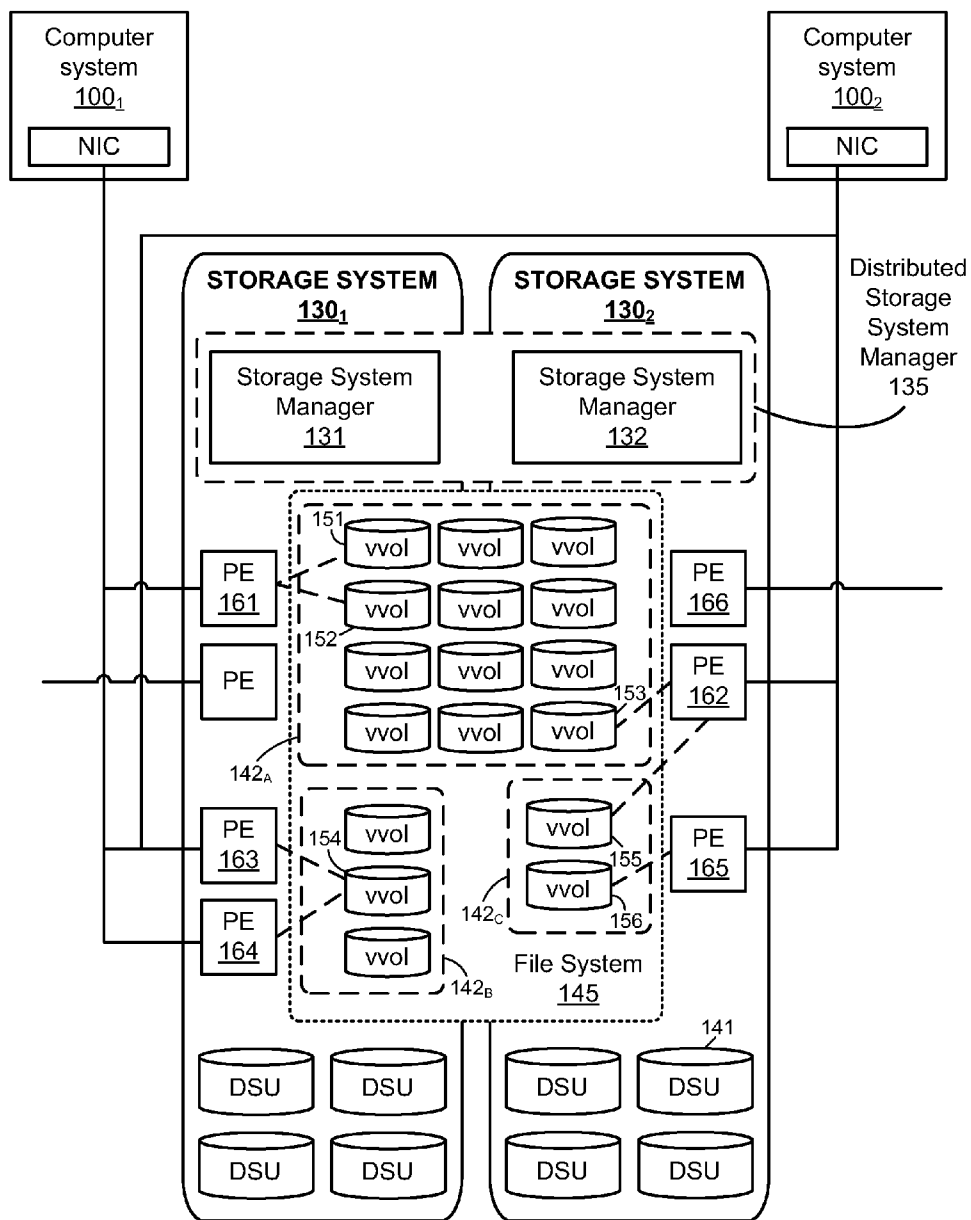 Computer
system
100₁
NIC
Computer
system
100₂
NIC
STORAGE SYSTEM
130₁
STORAGE SYSTEM
130₂
Distributed
Storage
System
Manager
135
Storage System
Manager
131
Storage System
Manager
132
151
vvol vvol vvol
PE
161
PE
166
vvol vvol vvol
152
PE
vvol vvol vvol
PE
162
153
vvol vvol vvol
142A
PE
163
154
vvol
vvol
vvol
155
PE
165
PE
164
vvol
142C
156
vvol
142B
File System
145
141
DSU DSU DSU DSU
DSU DSU DSU DSU